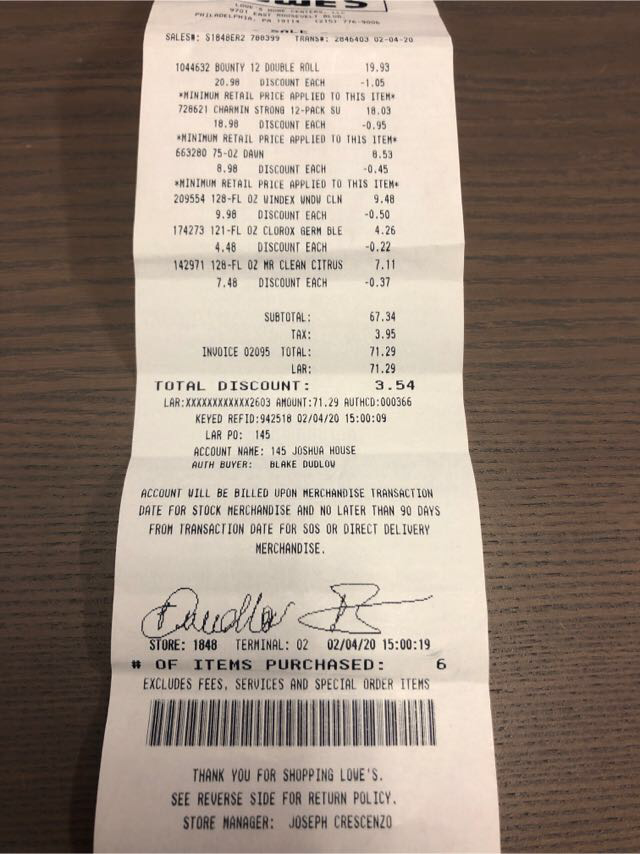 LOWE'S HOME CENTERS, LLC
9701 EAST ROOSEVELT BLVD.
PHILADELPHIA, PA 19114 (215) 776-9006
SALE
SALES#: S1848ER2 788399 TRANS#: 2846403 02-04-20
1044632 BOUNTY 12 DOUBLE ROLL 19.93
20.98 DISCOUNT EACH -1.05
*MINIMUM RETAIL PRICE APPLIED TO THIS ITEM*
728621 CHARMIN STRONG 12-PACK SU 18.03
18.98 DISCOUNT EACH -0.95
*MINIMUM RETAIL PRICE APPLIED TO THIS ITEM*
663280 75-OZ DAWN 8.53
8.98 DISCOUNT EACH -0.45
*MINIMUM RETAIL PRICE APPLIED TO THIS ITEM*
209554 128-FL OZ WINDEX WNDW CLN 9.48
9.98 DISCOUNT EACH -0.50
174273 121-FL OZ CLOROX GERM BLE 4.26
4.48 DISCOUNT EACH -0.22
142971 128-FL OZ MR CLEAN CITRUS 7.11
7.48 DISCOUNT EACH -0.37
SUBTOTAL: 67.34
TAX: 3.95
INVOICE 02095 TOTAL: 71.29
LAR: 71.29
TOTAL DISCOUNT: 3.54
LAR:XXXXXXXXXXXX2603 AMOUNT:71.29 AUTHCD:000366
KEYED REFID:942518 02/04/20 15:00:09
LAR PO: 145
ACCOUNT NAME: 145 JOSHUA HOUSE
AUTH BUYER: BLAKE DUDLOW
ACCOUNT WILL BE BILLED UPON MERCHANDISE TRANSACTION
DATE FOR STOCK MERCHANDISE AND NO LATER THAN 90 DAYS
FROM TRANSACTION DATE FOR SOS OR DIRECT DELIVERY
MERCHANDISE.
STORE: 1848 TERMINAL: 02 02/04/20 15:00:19
# OF ITEMS PURCHASED: 6
EXCLUDES FEES, SERVICES AND SPECIAL ORDER ITEMS
THANK YOU FOR SHOPPING LOWE'S.
SEE REVERSE SIDE FOR RETURN POLICY.
STORE MANAGER: JOSEPH CRESCENZO